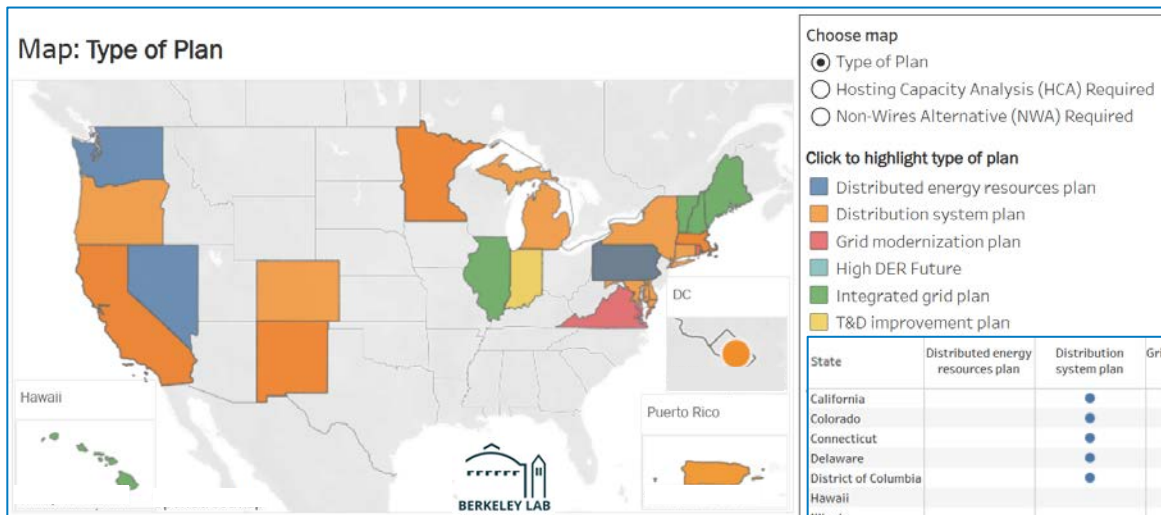 Map: Type of Plan
Hawaii
BERKELEY LAB
DC
Puerto Rico
Choose map
Type of Plan
Hosting Capacity Analysis (HCA) Required
Non-Wires Alternative (NWA) Required
Click to highlight type of plan
Distributed energy resources plan
Distribution system plan
Grid modernization plan
High DER Future
Integrated grid plan
T&D improvement plan
State
Distributed energy
resources plan
Distribution
system plan
California
Colorado
Connecticut
Delaware
District of Columbia
Hawaii